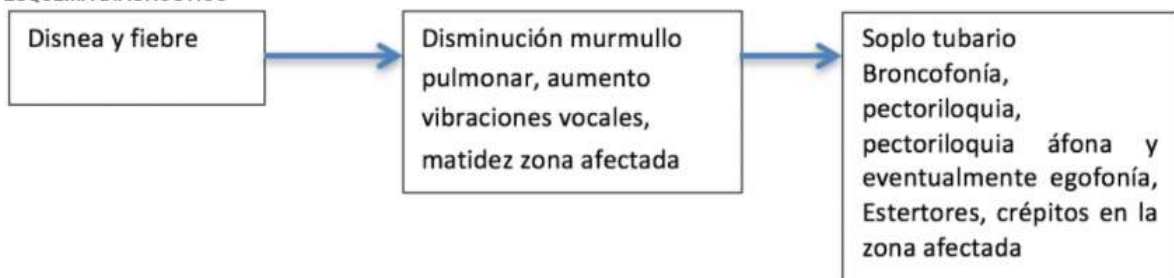 Disnea y fiebre
Disminución murmullo
pulmonar, aumento
vibraciones vocales,
matidez zona afectada
Soplo tubario
Broncofonía,
pectoriloquia,
pectoriloquia áfona y
eventualmente egofonía,
Estertores, crépitos en la
zona afectada